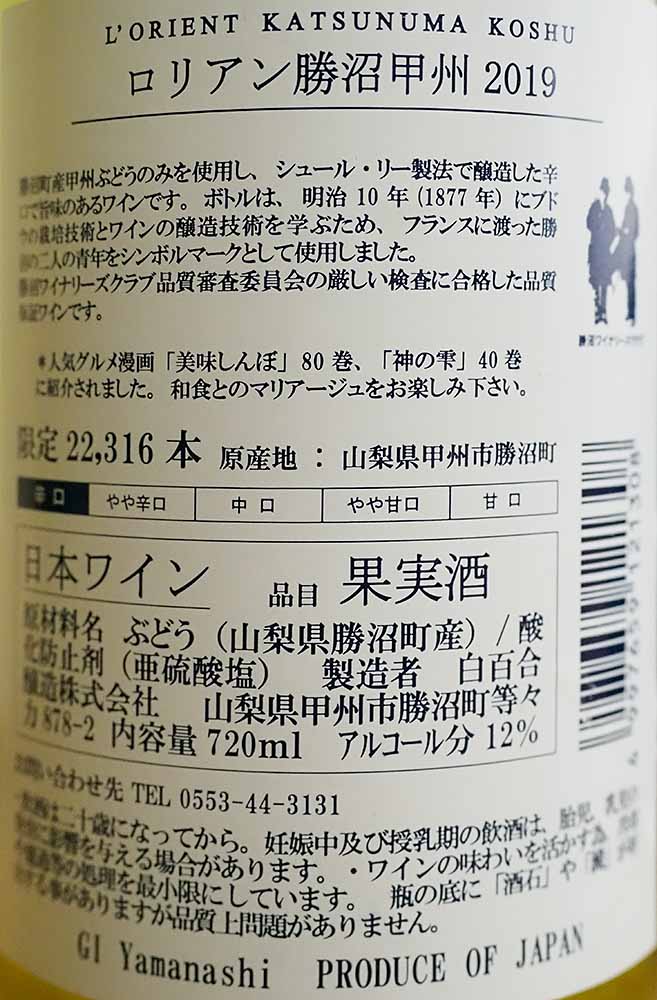 L'ORIENT KATSUNUMA KOSHU
ロリアン勝沼甲州 2019
勝沼町産甲州ぶどうのみを使用し、シュール・リー製法で醸造した辛
口で旨味のあるワインです。ボトルは、明治 10 年 (1877 年) にブド
ウの栽培技術とワインの醸造技術を学ぶため、フランスに渡った勝
沼の二人の青年をシンボルマークとして使用しました。
勝沼ワイナリーズクラブ品質審査委員会の厳しい検査に合格した品質
保証ワインです。
勝沼ワイナリーズクラブ
*人気グルメ漫画「美味しんぼ」80 巻、「神の雫」40 巻
に紹介されました。和食とのマリアージュをお楽しみ下さい。
限定 22,316 本 原産地 : 山梨県甲州市勝沼町
辛口 やや辛口 中口 やや甘口 甘口
日本ワイン 品目 果実酒
原材料名 ぶどう (山梨県勝沼町産) / 酸
化防止剤 (亜硫酸塩) 製造者 白百合
醸造株式会社 山梨県甲州市勝沼町等々
力 878-2 内容量 720ml アルコール分 12%
お問い合わせ先 TEL 0553-44-3131
飲酒は二十歳になってから。妊娠中及び授乳期の飲酒は、胎児、乳
に影響を与える場合があります。・ワインの味わいを活かす為
等の処理を最小限にしています。 瓶の底に「酒石」や「
する事がありますが品質上問題がありません。
GI Yamanashi PRODUCE OF JAPAN